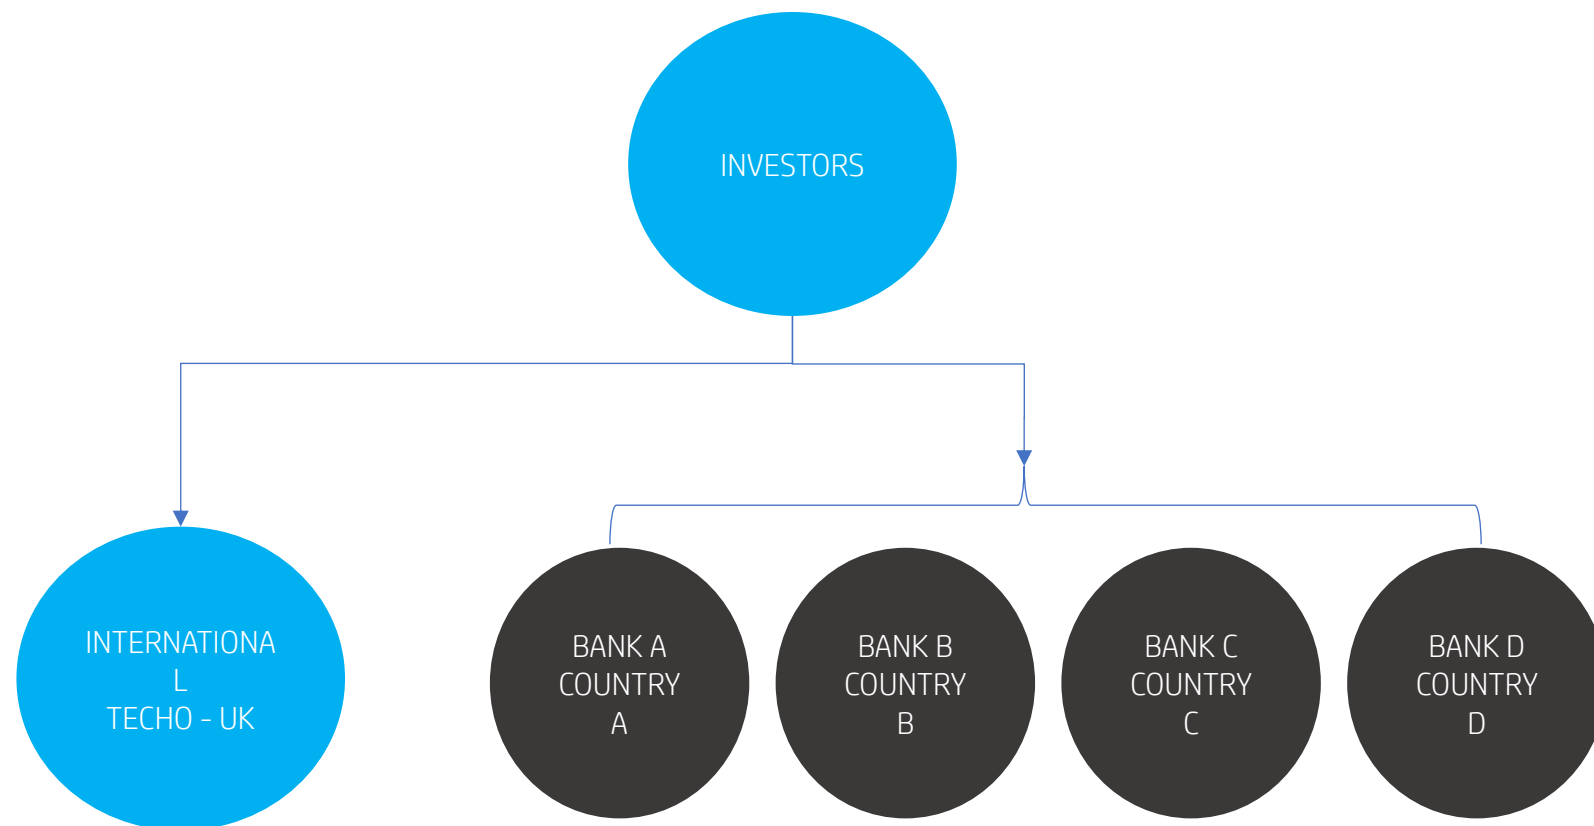 INVESTORS
INTERNATIONA
L
TECHO - UK
BANK A
COUNTRY
A
BANK B
COUNTRY
B
BANK C
COUNTRY
C
BANK D
COUNTRY
D